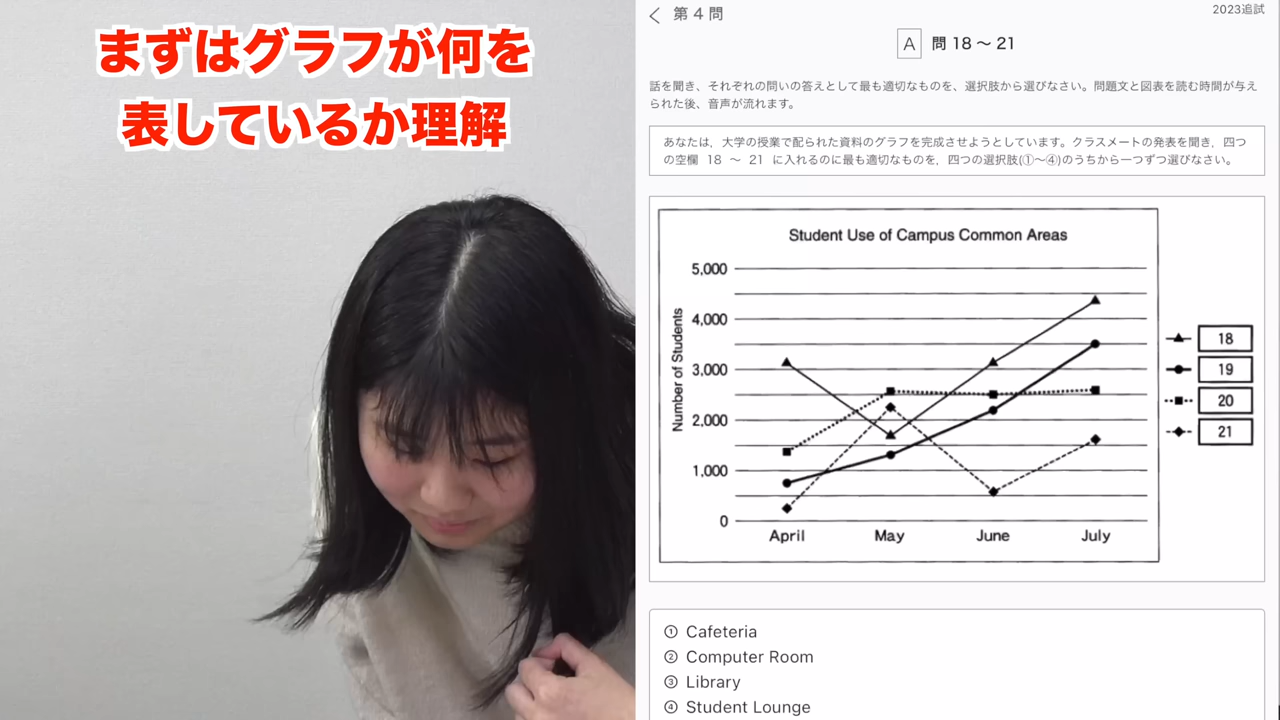 まずはグラフが何を
表しているか理解
第4問
2023追試
A 問 18 ～ 21
話を聞き、それぞれの問いの答えとして最も適切なものを、選択肢から選びなさい。問題文と図表を読む時間が与え
られた後、音声が流れます。
あなたは、大学の授業で配られた資料のグラフを完成させようとしています。クラスメートの発表を聞き、四つ
の空欄 18 ～ 21 に入れるのに最も適切なものを、四つの選択肢(①～④)のうちから一つずつ選びなさい。
Student Use of Campus Common Areas
Number of Students
5,000
4,000
3,000
2,000
1,000
0
April May June July
18
19
20
21
① Cafeteria
② Computer Room
③ Library
④ Student Lounge